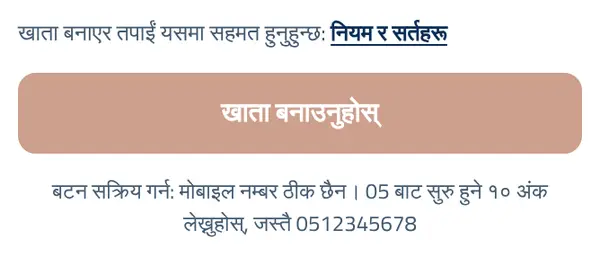 खाता बनाएर तपाईं यसमा सहमत हुनुहुन्छ: नियम र सर्तहरू
खाता बनाउनुहोस्
बटन सक्रिय गर्न: मोबाइल नम्बर ठीक छैन । 05 बाट सुरु हुने १० अंक
लेख्नुहोस्, जस्तै 0512345678